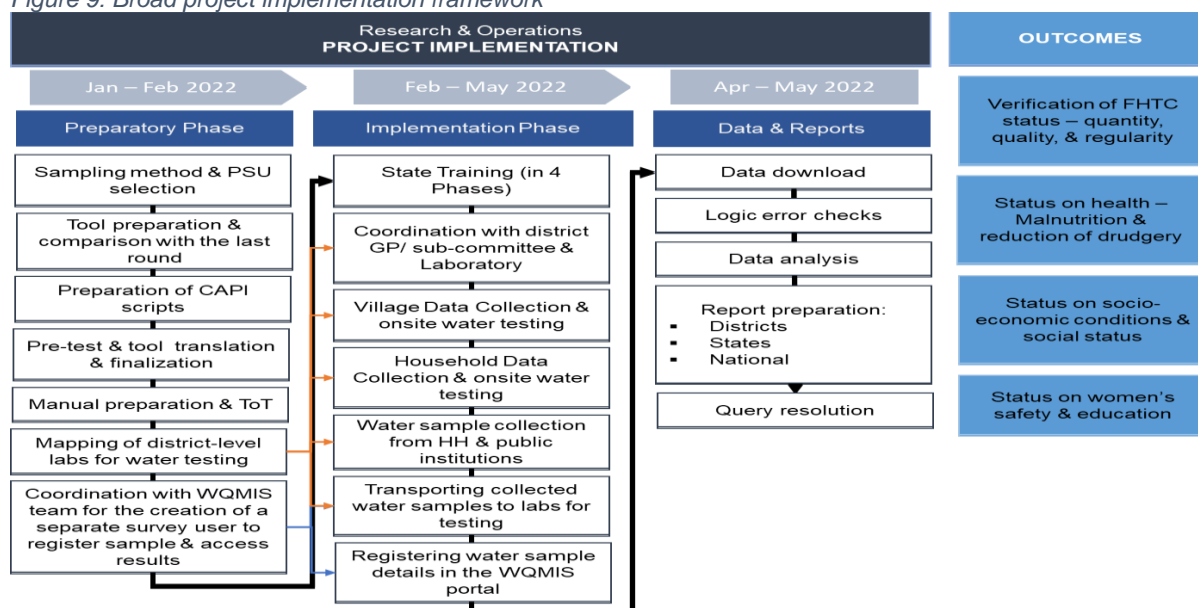 Figure 9: Broad project implementation framework
Research & Operations
PROJECT IMPLEMENTATION
Jan – Feb 2022
Preparatory Phase
Sampling method & PSU
selection
Tool preparation &
comparison with the last
round
Preparation of CAPI
scripts
Pre-test & tool translation
& finalization
Manual preparation & ToT
Mapping of district-level
labs for water testing
Coordination with WQMIS
team for the creation of a
separate survey user to
register sample & access
results
Feb – May 2022
Implementation Phase
State Training (in 4
Phases)
Coordination with district
GP/ sub-committee &
Laboratory
Village Data Collection &
onsite water testing
Household Data
Collection & onsite water
testing
Water sample collection
from HH & public
institutions
Transporting collected
water samples to labs for
testing
Registering water sample
details in the WQMIS
portal
Apr – May 2022
Data & Reports
Data download
Logic error checks
Data analysis
Report preparation:
▪ Districts
▪ States
▪ National
Query resolution
OUTCOMES
Verification of FHTC
status – quantity,
quality, & regularity
Status on health –
Malnutrition &
reduction of drudgery
Status on socio-
economic conditions &
social status
Status on women's
safety & education